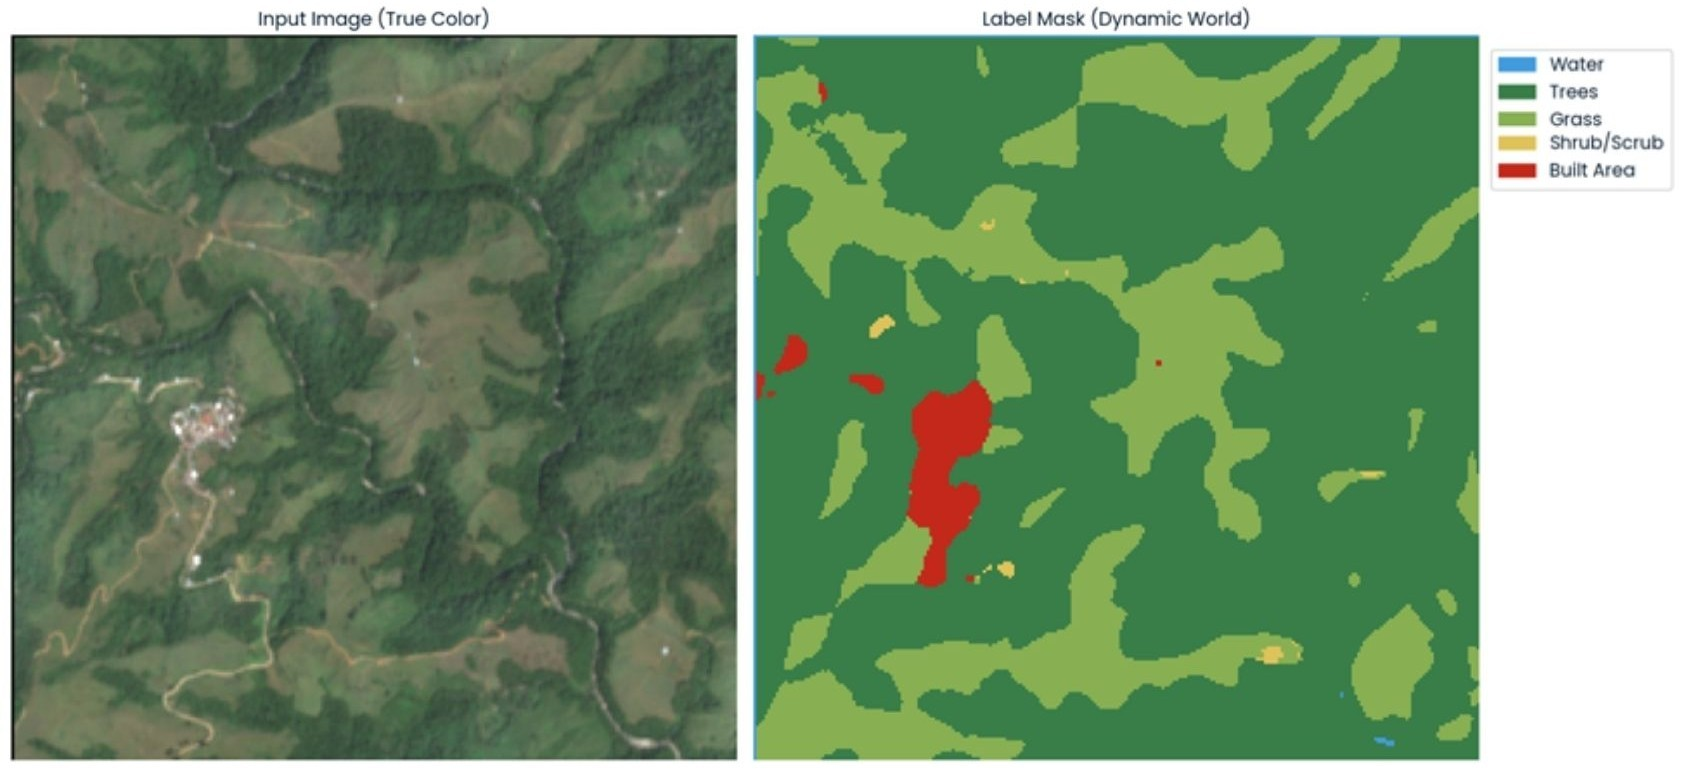 Input Image (True Color)
Label Mask (Dynamic World)
Water
Trees
Grass
Shrub/Scrub
Built Area